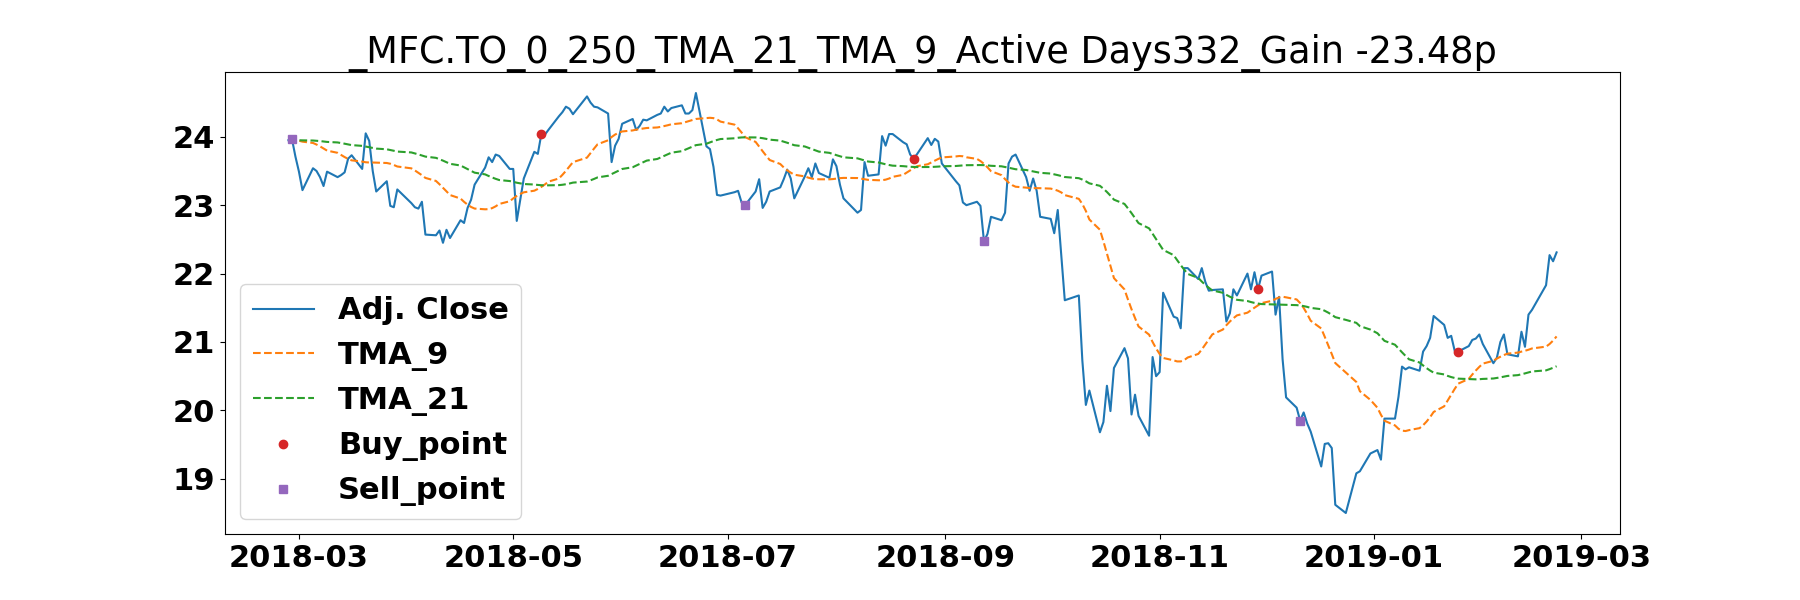 _MFC.TO_0_250_TMA_21_TMA_9_Active Days332_Gain -23.48p
24
23
22
21
20
19
Adj. Close
TMA_9
TMA_21
Buy_point
Sell_point
2018-03 2018-05 2018-07 2018-09 2018-11 2019-01 2019-03